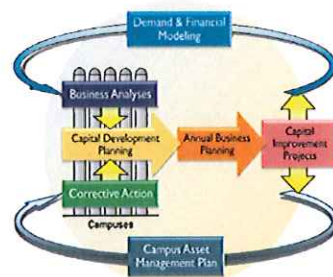 Demand & Financial
Modeling
Business Analyses
Capital Development
Planning
Annual Business
Planning
Capital
Improvement
Projects
Corrective Action
Campuses
Campus Asset
Management Plan